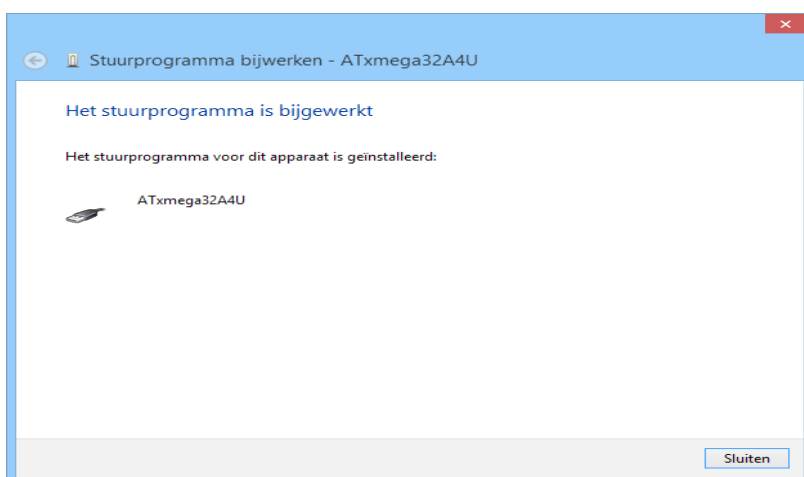 Stuurprogramma bijwerken - ATxmega32A4U
Het stuurprogramma is bijgewerkt
Het stuurprogramma voor dit apparaat is geïnstalleerd:
ATxmega32A4U
Sluiten